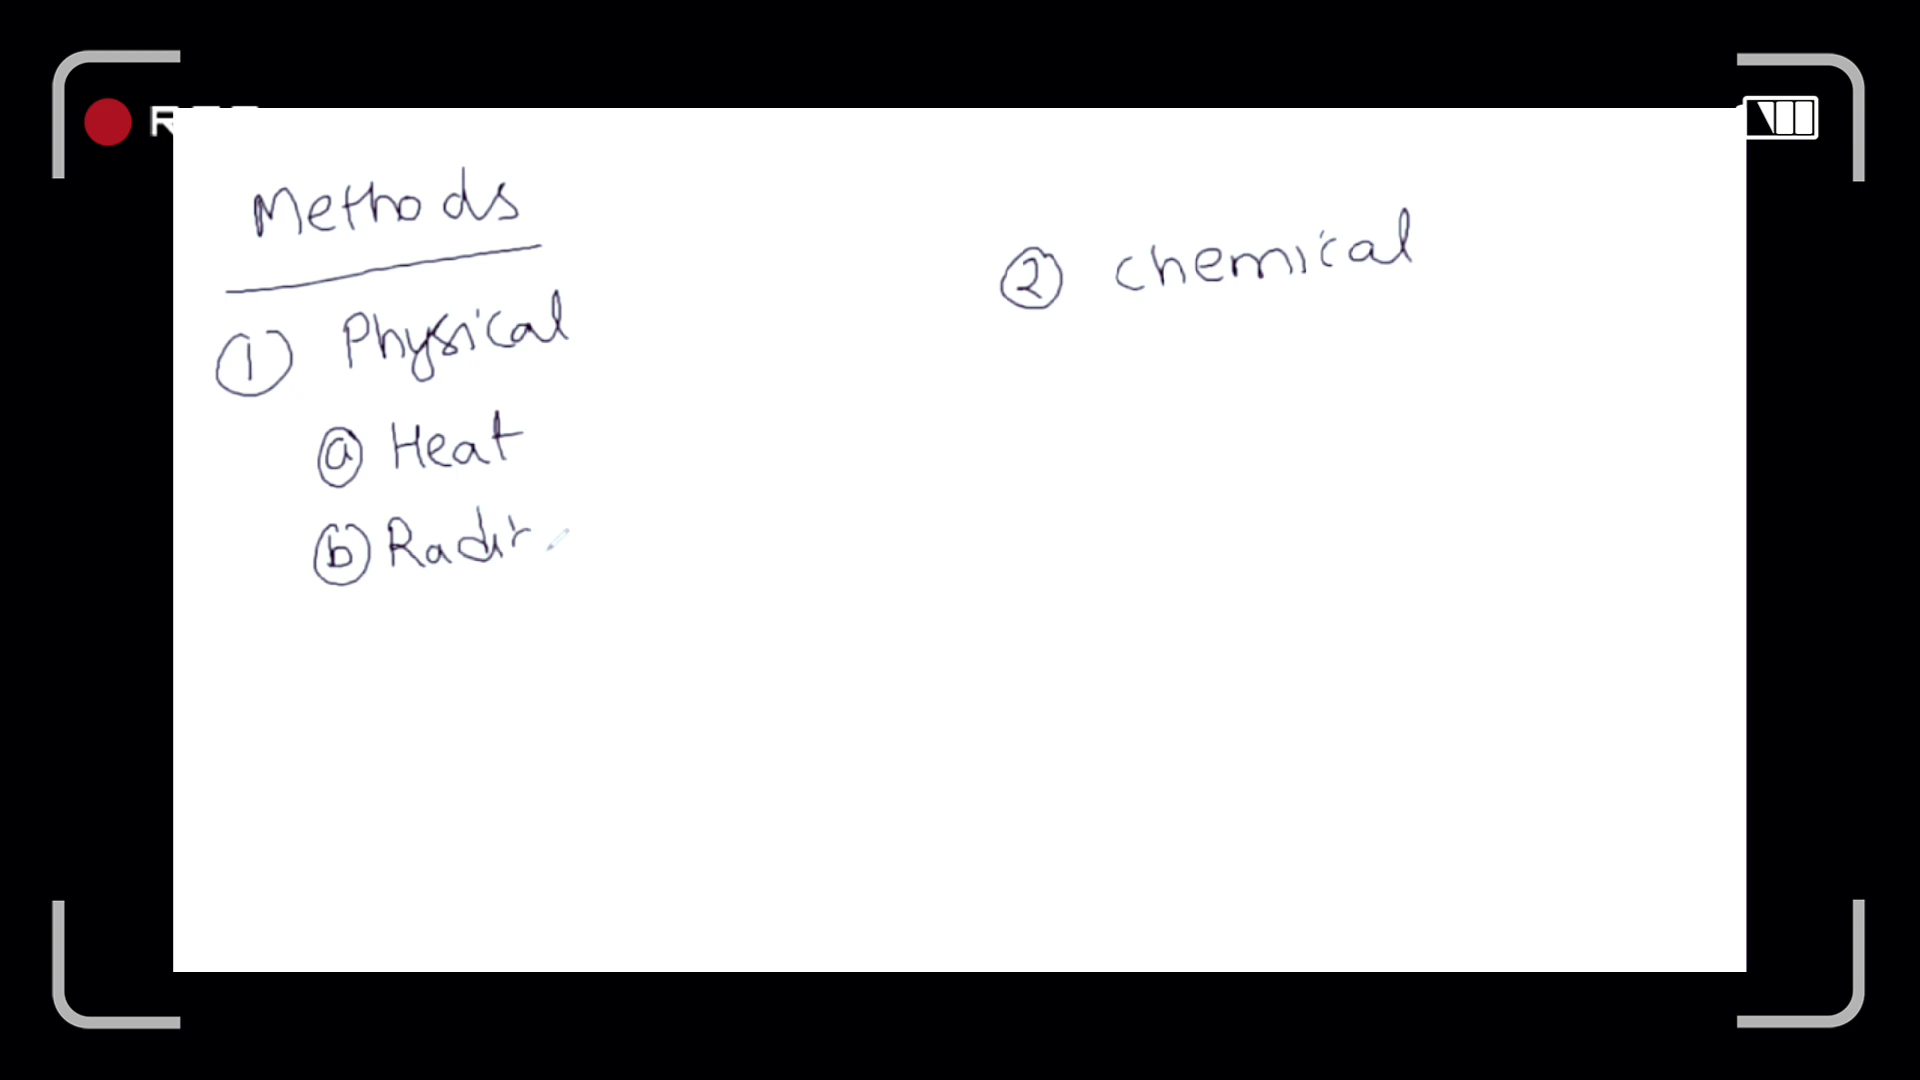 Methods
① Physical
ⓐ Heat
ⓑ Radi
② chemical